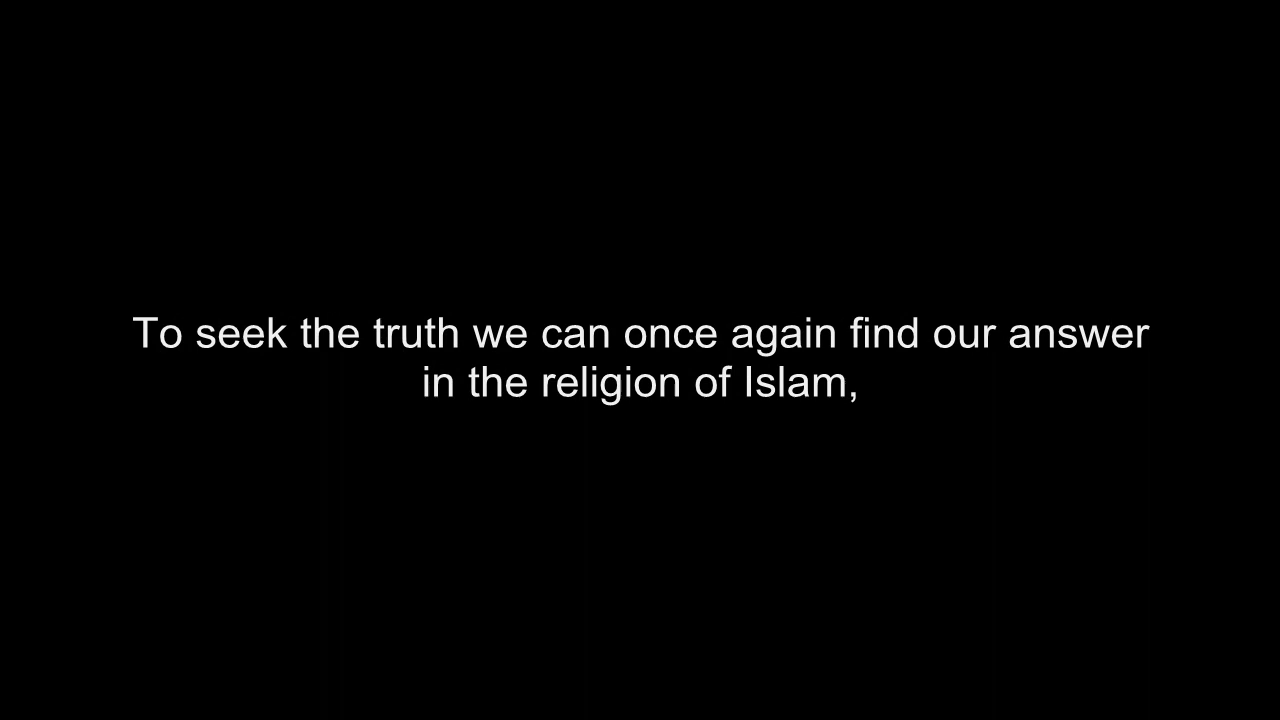 To seek the truth we can once again find our answer
in the religion of Islam,